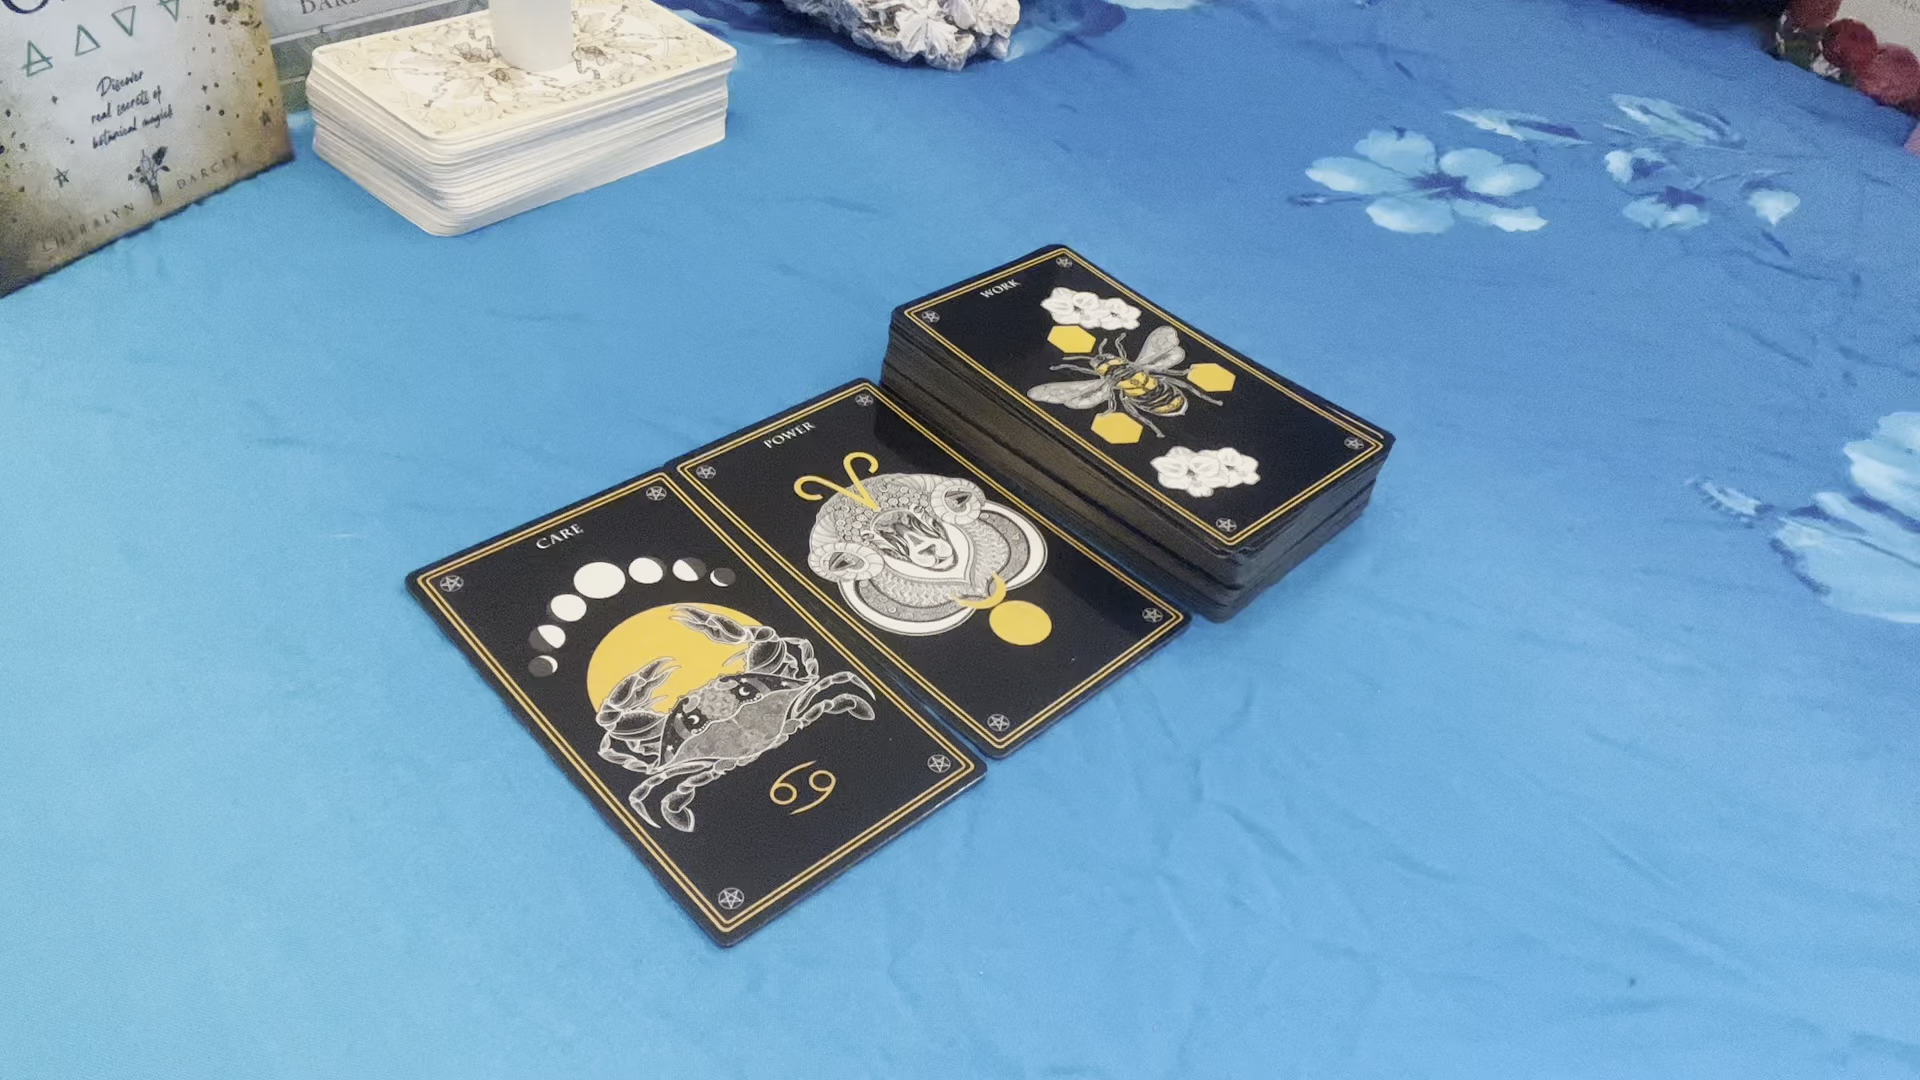 Discover
real secrets of
botanical magick
CHERALYN DARCEY
WORK
POWER
CARE